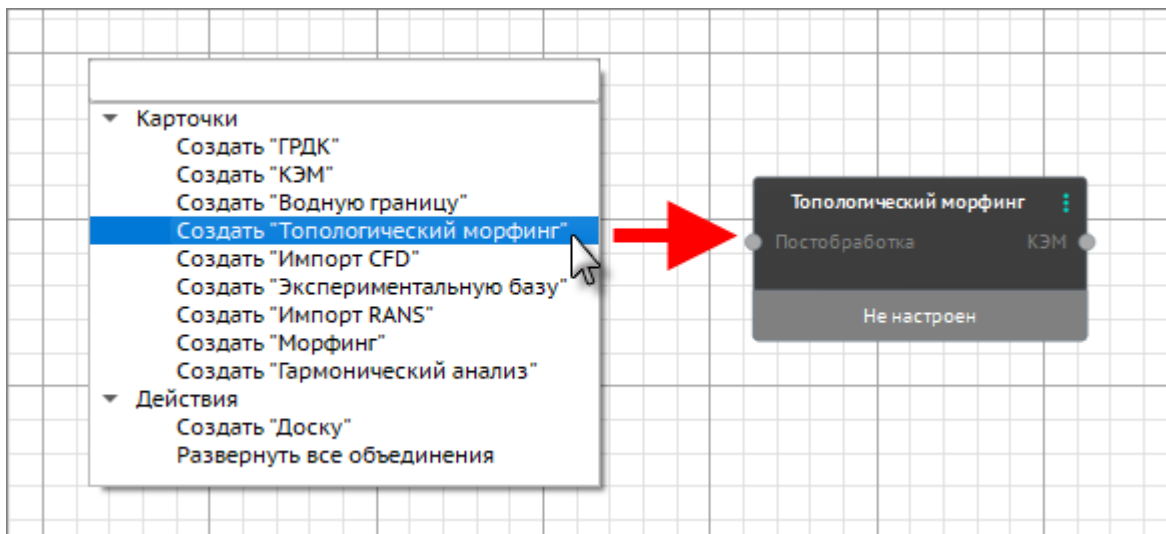 Карточки
Создать "ГРДК"
Создать "КЭМ"
Создать "Водную границу"
Создать "Топологический морфинг"
Создать "Импорт CFD"
Создать "Экспериментальную базу"
Создать "Импорт RANS"
Создать "Морфинг"
Создать "Гармонический анализ"
Действия
Создать "Доску"
Развернуть все объединения
Топологический морфинг
Постобработка КЭМ
Не настроен